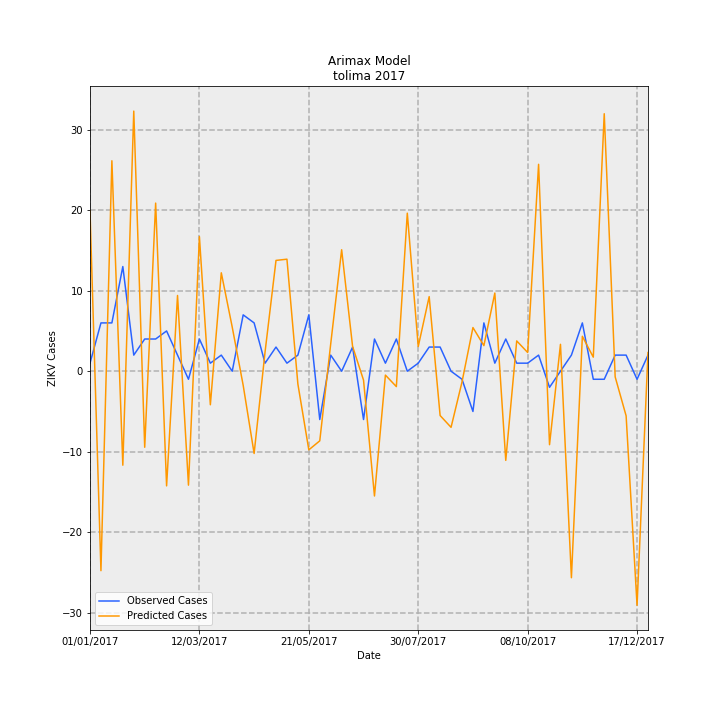 Arimax Model
tolima 2017
ZIKV Cases
30
20
10
0
−10
−20
−30
Observed Cases
Predicted Cases
01/01/2017
12/03/2017
21/05/2017
30/07/2017
08/10/2017
17/12/2017
Date